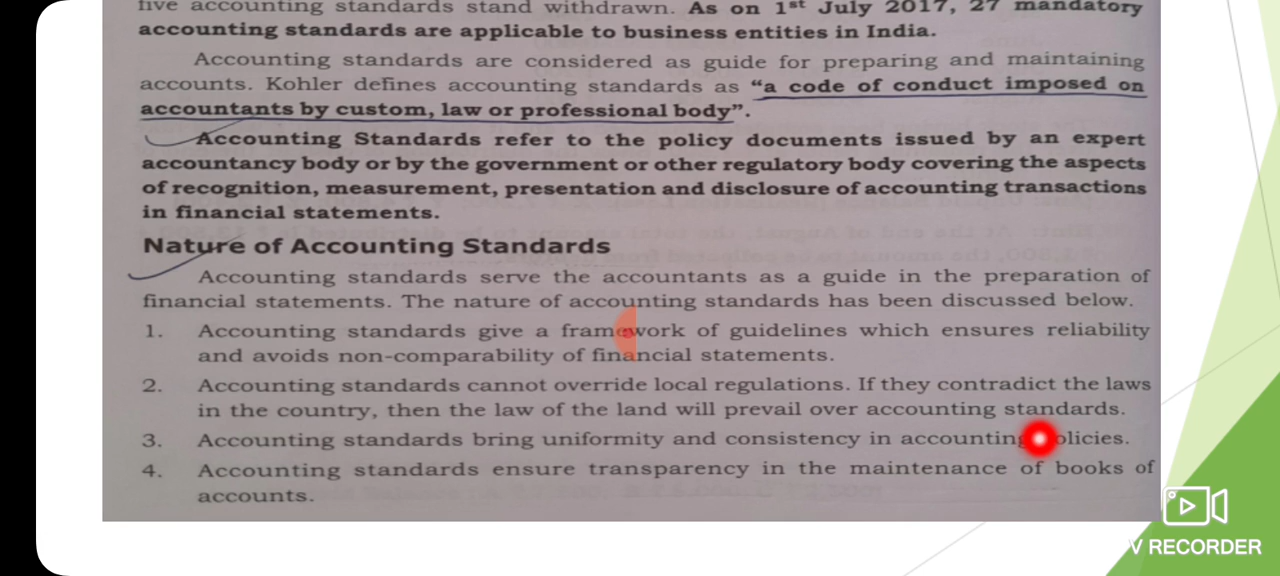 five accounting standards stand withdrawn. As on 1st July 2017, 27 mandatory
accounting standards are applicable to business entities in India.
Accounting standards are considered as guide for preparing and maintaining
accounts. Kohler defines accounting standards as “a code of conduct imposed on
accountants by custom, law or professional body”.
Accounting Standards refer to the policy documents issued by an expert
accountancy body or by the government or other regulatory body covering the aspects
of recognition, measurement, presentation and disclosure of accounting transactions
in financial statements.
Nature of Accounting Standards
Accounting standards serve the accountants as a guide in the preparation of
financial statements. The nature of accounting standards has been discussed below.
1. Accounting standards give a framework of guidelines which ensures reliability
and avoids non-comparability of financial statements.
2. Accounting standards cannot override local regulations. If they contradict the laws
in the country, then the law of the land will prevail over accounting standards.
3. Accounting standards bring uniformity and consistency in accounting policies.
4. Accounting standards ensure transparency in the maintenance of books of
accounts.
V RECORDER